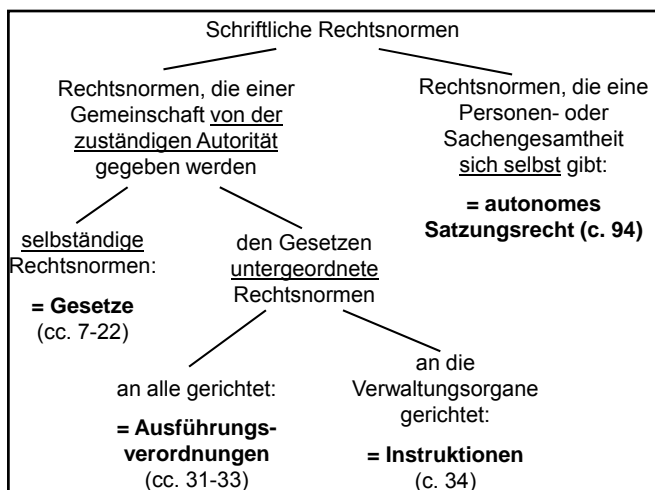 Schriftliche Rechtsnormen
Rechtsnormen, die einer
Gemeinschaft von der
zuständigen Autorität
gegeben werden
Rechtsnormen, die eine
Personen- oder
Sachengesamtheit
sich selbst gibt:
= autonomes
Satzungsrecht (c. 94)
selbständige
Rechtsnormen:
= Gesetze
(cc. 7-22)
den Gesetzen
untergeordnete
Rechtsnormen
an alle gerichtet:
= Ausführungs-
verordnungen
(cc. 31-33)
an die
Verwaltungsorgane
gerichtet:
= Instruktionen
(c. 34)